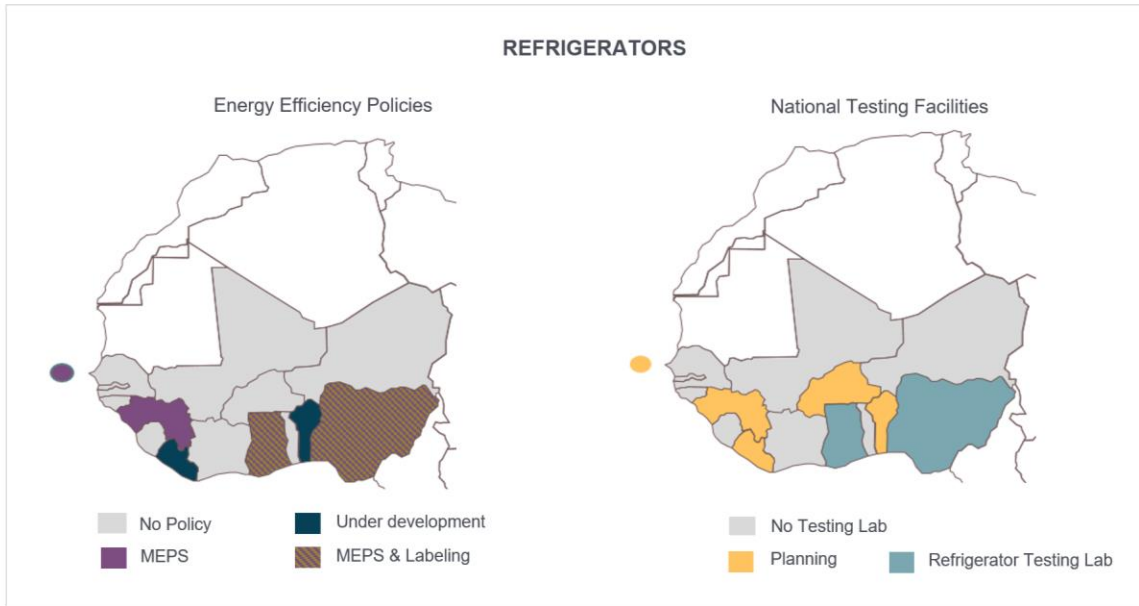 REFRIGERATORS
Energy Efficiency Policies
National Testing Facilities
No Policy
Under development
MEPS
MEPS & Labeling
No Testing Lab
Planning
Refrigerator Testing Lab